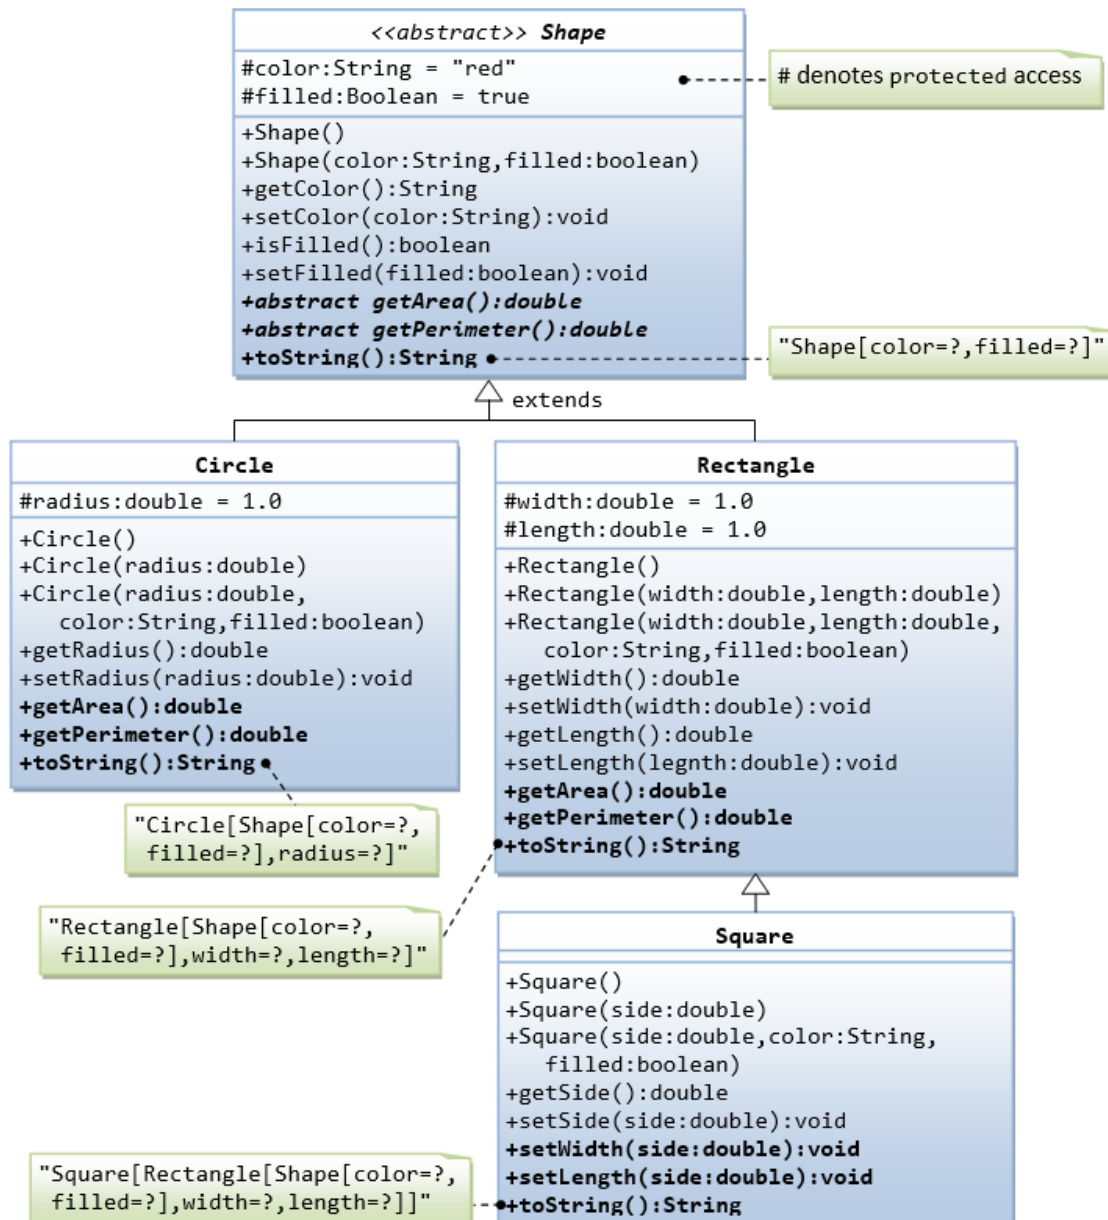 <<abstract>> Shape
#color:String = "red"
#filled:Boolean = true
# denotes protected access
+Shape()
+Shape(color:String,filled:boolean)
+getColor():String
+setColor(color:String):void
+isFilled():boolean
+setFilled(filled:boolean):void
+abstract getArea():double
+abstract getPerimeter():double
+toString():String
"Shape[color=?,filled=?]"
extends
Circle
#radius:double = 1.0
+Circle()
+Circle(radius:double)
+Circle(radius:double,
color:String,filled:boolean)
+getRadius():double
+setRadius(radius:double):void
+getArea():double
+getPerimeter():double
+toString():String
"Circle[Shape[color=?,
filled=?],radius=?]"
Rectangle
#width:double = 1.0
#length:double = 1.0
+Rectangle()
+Rectangle(width:double,length:double)
+Rectangle(width:double,length:double,
color:String,filled:boolean)
+getWidth():double
+setWidth(width:double):void
+getLength():double
+setLength(legnth:double):void
+getArea():double
+getPerimeter():double
+toString():String
"Rectangle[Shape[color=?,
filled=?],width=?,length=?]"
Square
+Square()
+Square(side:double)
+Square(side:double,color:String,
filled:boolean)
+getSide():double
+setSide(side:double):void
+setWidth(side:double):void
+setLength(side:double):void
+toString():String
"Square[Rectangle[Shape[color=?,
filled=?],width=?,length=?]]"